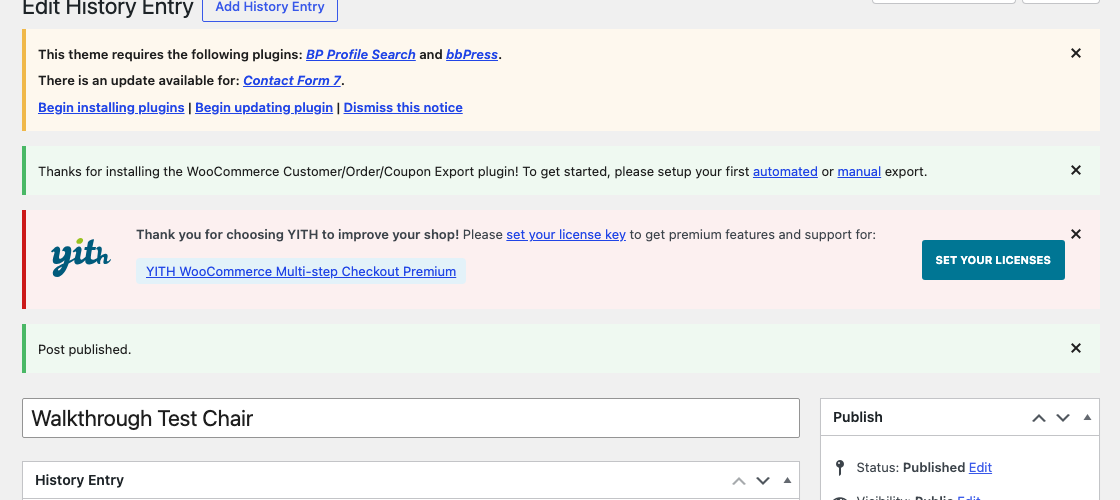 Edit History Entry Add History Entry
This theme requires the following plugins: BP Profile Search and bbPress.
There is an update available for: Contact Form 7.
Begin installing plugins | Begin updating plugin | Dismiss this notice
Thanks for installing the WooCommerce Customer/Order/Coupon Export plugin! To get started, please setup your first automated or manual export.
yith
Thank you for choosing YITH to improve your shop! Please set your license key to get premium features and support for:
YITH WooCommerce Multi-step Checkout Premium
SET YOUR LICENSES
Post published.
Walkthrough Test Chair
Publish
Status: Published Edit
Visibility: Public Edit
History Entry